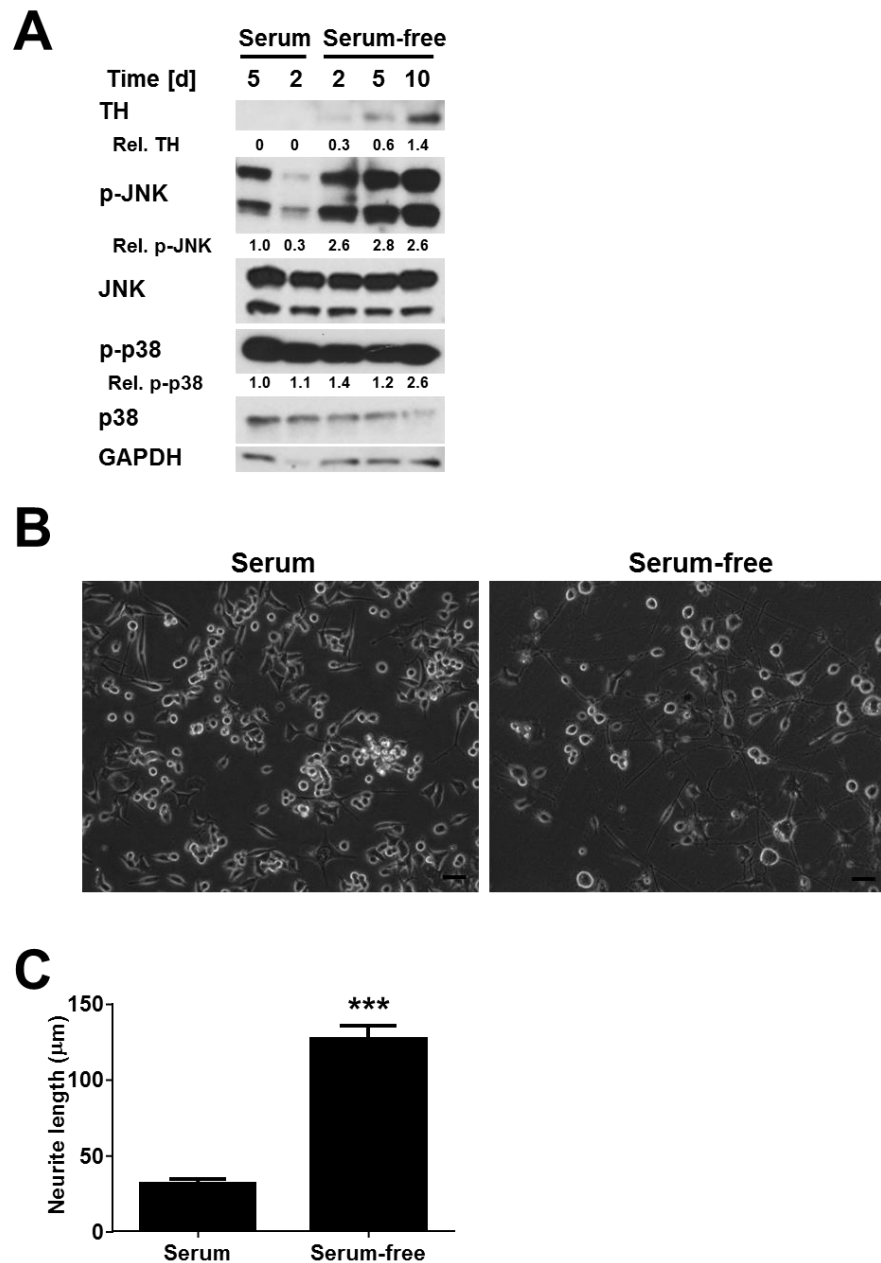 A
Serum Serum-free
Time [d] 5 2 2 5 10
TH
Rel. TH 0 0 0.3 0.6 1.4
p-JNK
Rel. p-JNK 1.0 0.3 2.6 2.8 2.6
JNK
p-p38
Rel. p-p38 1.0 1.1 1.4 1.2 2.6
p38
GAPDH
B
Serum Serum-free
C
Neurite length (μm)
150
***
100
50
0
Serum Serum-free